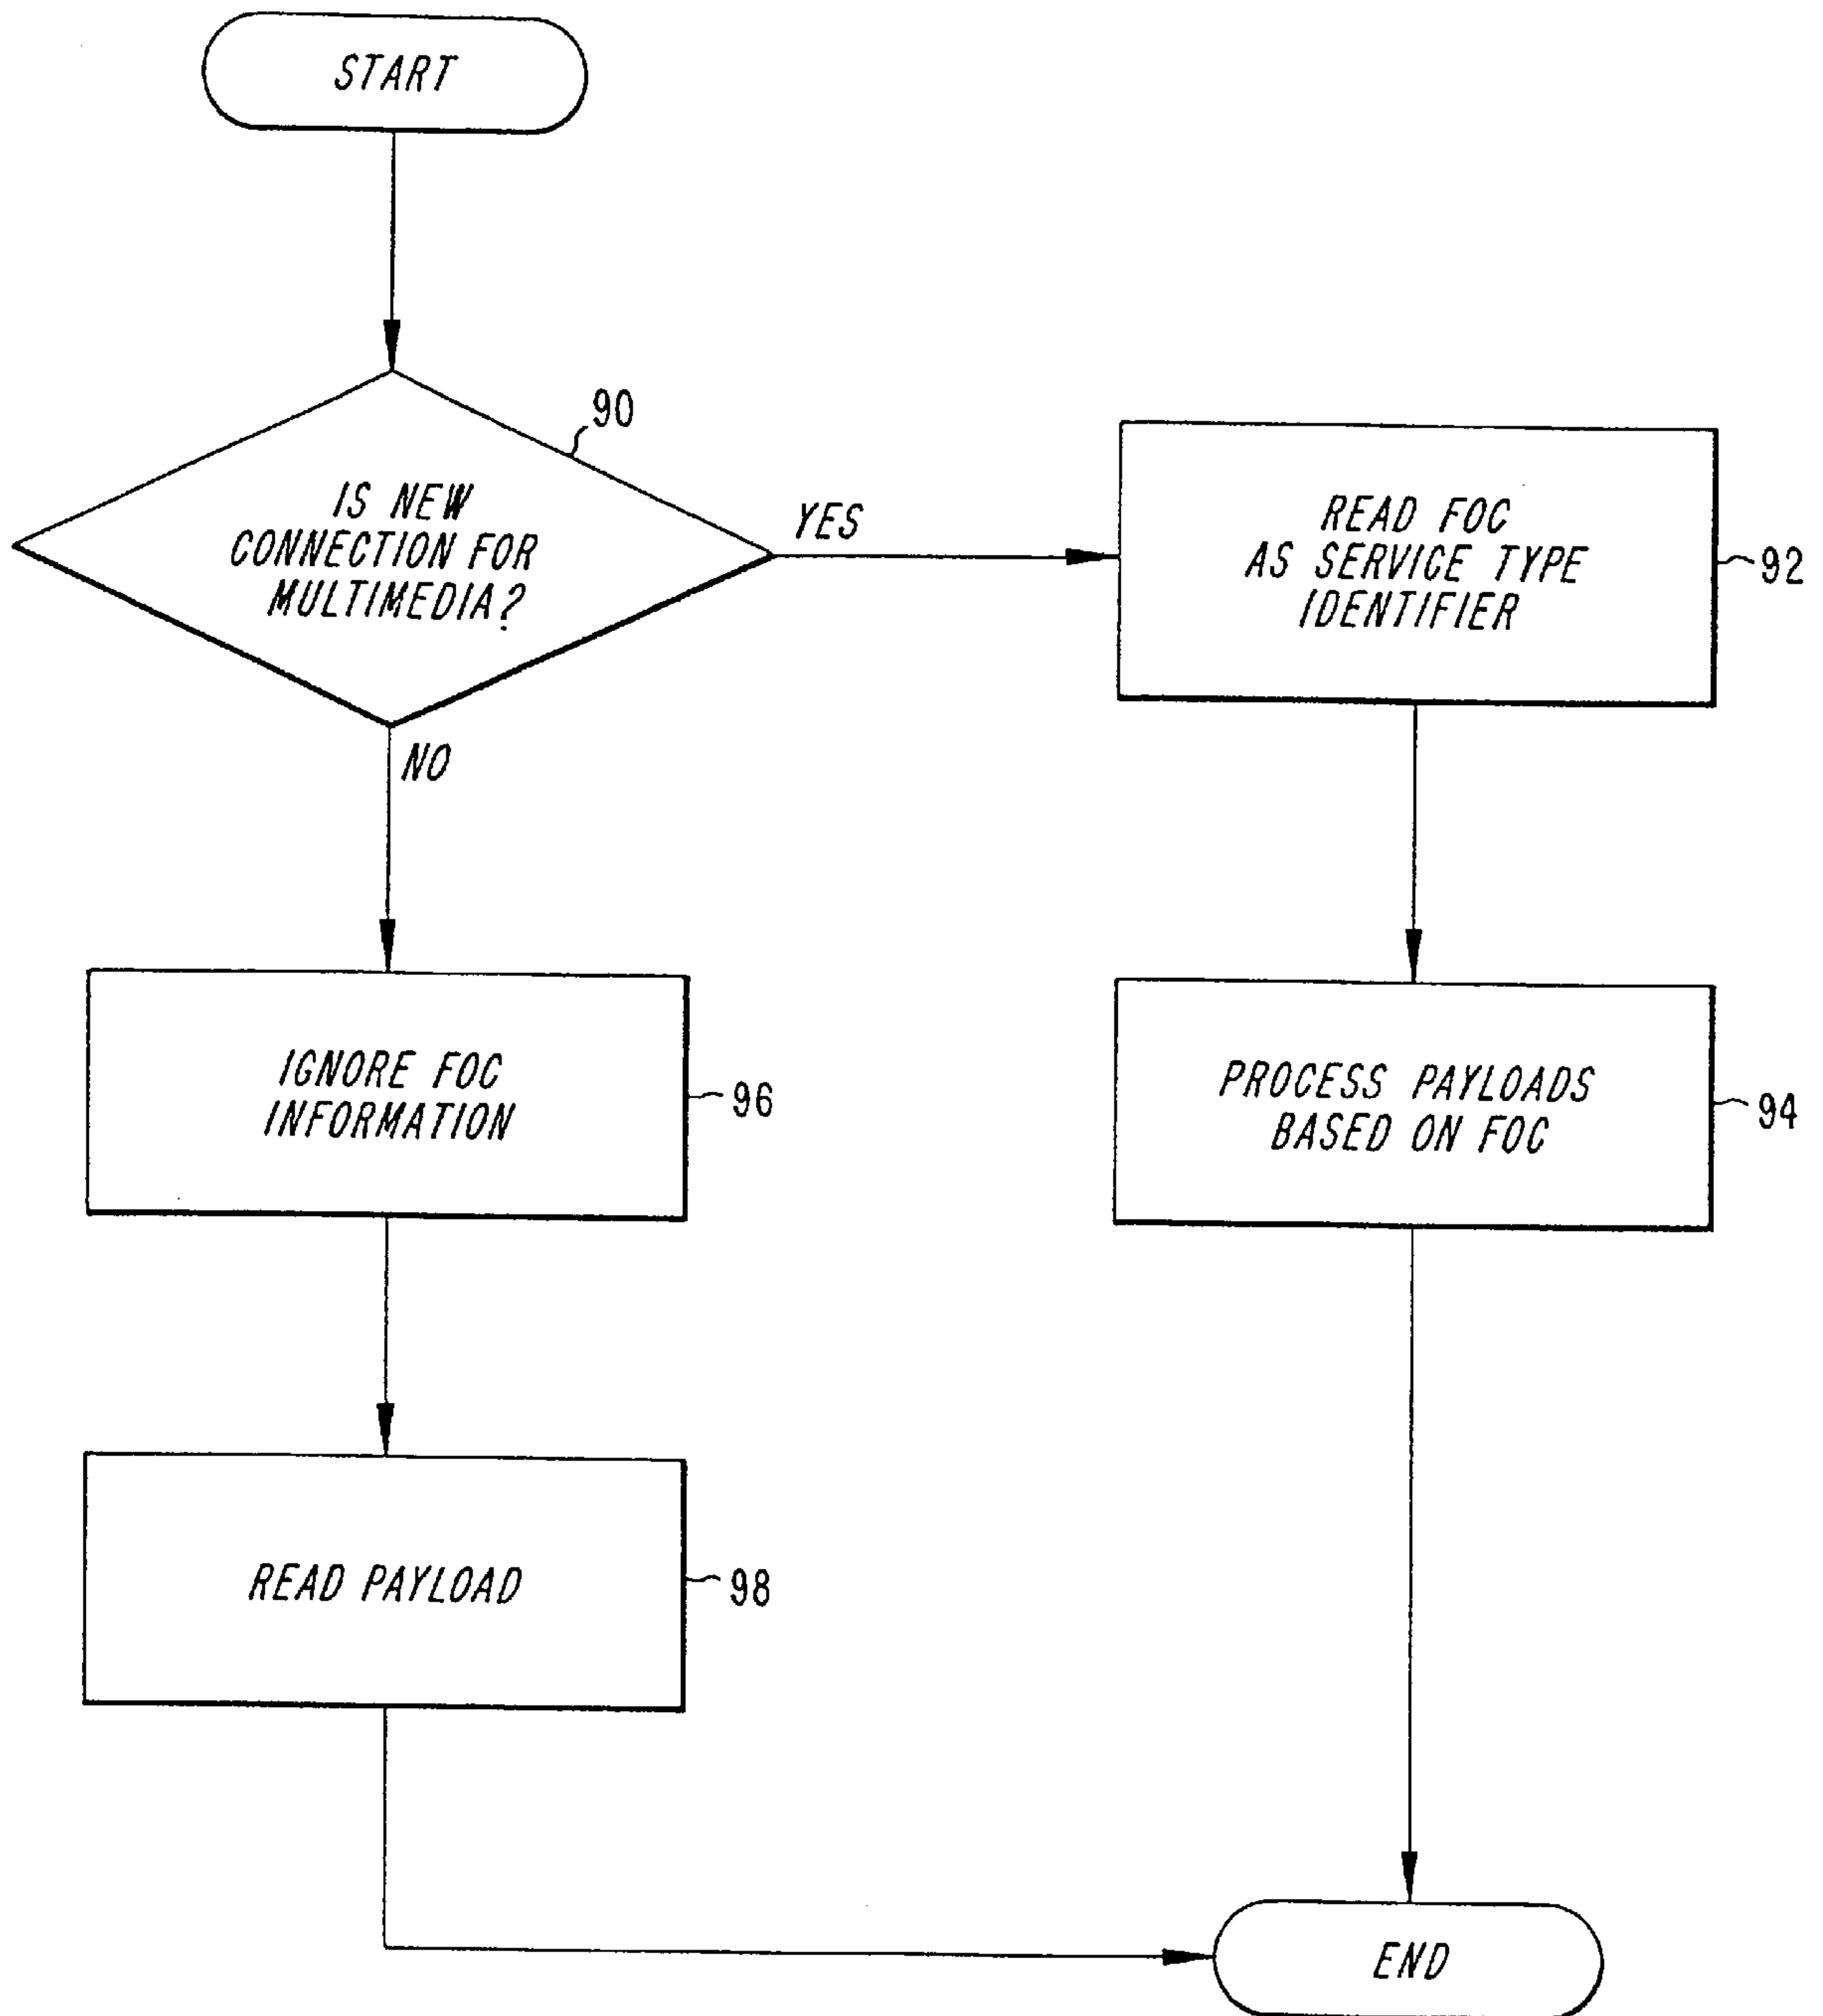 START
90
IS NEW
CONNECTION FOR
MULTIMEDIA?
YES
NO
READ FOC
AS SERVICE TYPE
IDENTIFIER
92
IGNORE FOC
INFORMATION
96
PROCESS PAYLOADS
BASED ON FOC
94
READ PAYLOAD
98
END